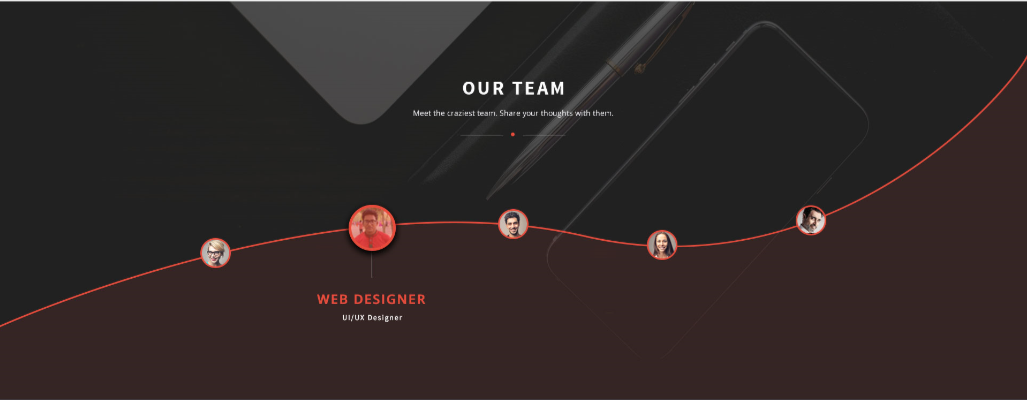 OUR TEAM
Meet the craziest team. Share your thoughts with them.
WEB DESIGNER
UI/UX Designer